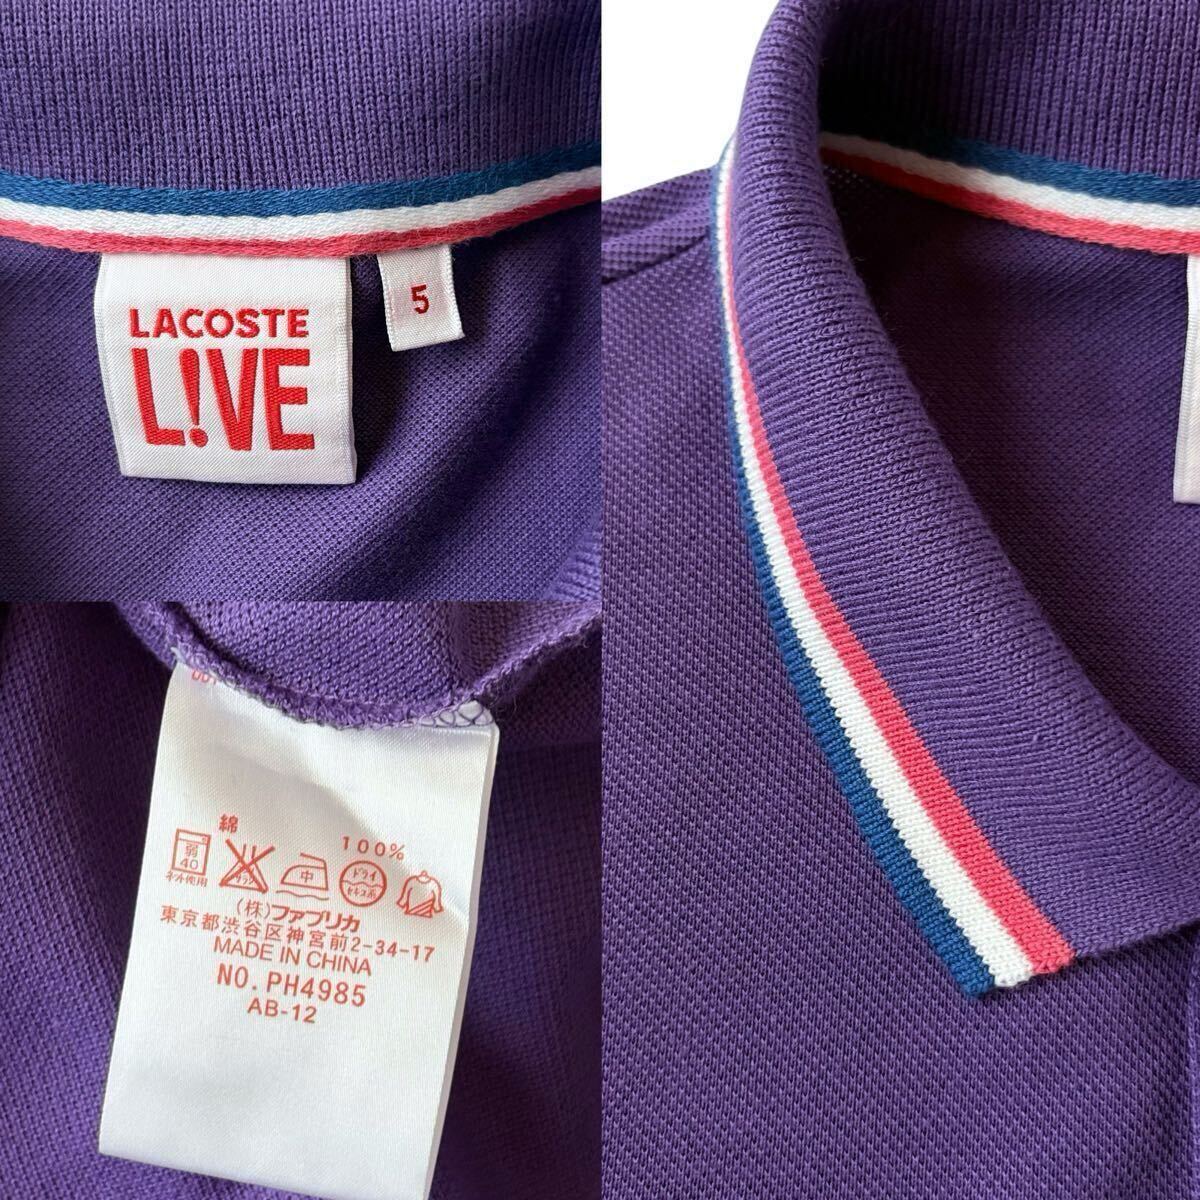 LACOSTE
L!VE
5
綿
100%
弱
40
ネット使用
中
ドライ
(株)ファブリカ
東京都渋谷区神宮前2-34-17
MADE IN CHINA
NO. PH4985
AB-12